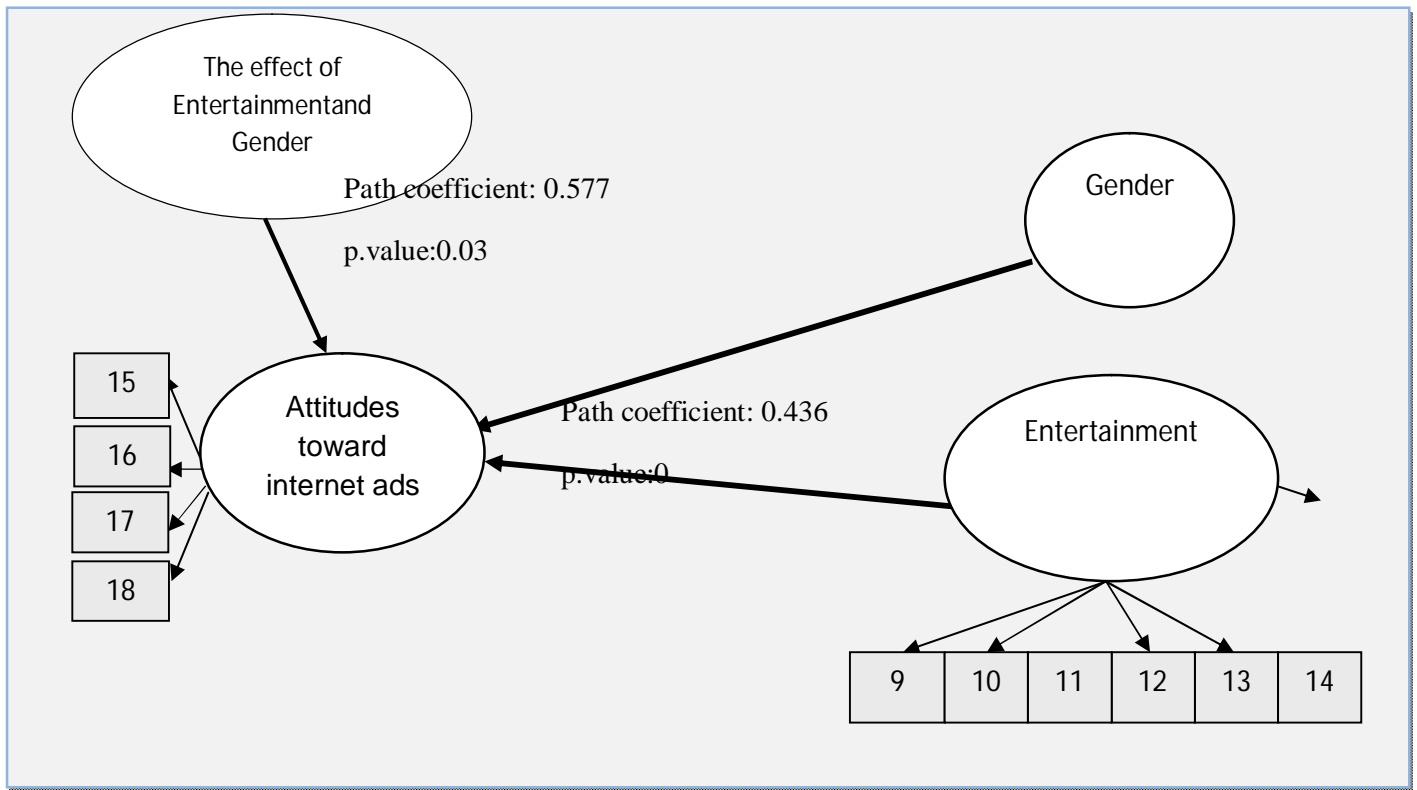 The effect of
Entertainmentand
Gender
Path coefficient: 0.577
p.value:0.03
Gender
Attitudes
toward
internet ads
Path coefficient: 0.436
p.value:0
Entertainment
15
16
17
18
9 10 11 12 13 14